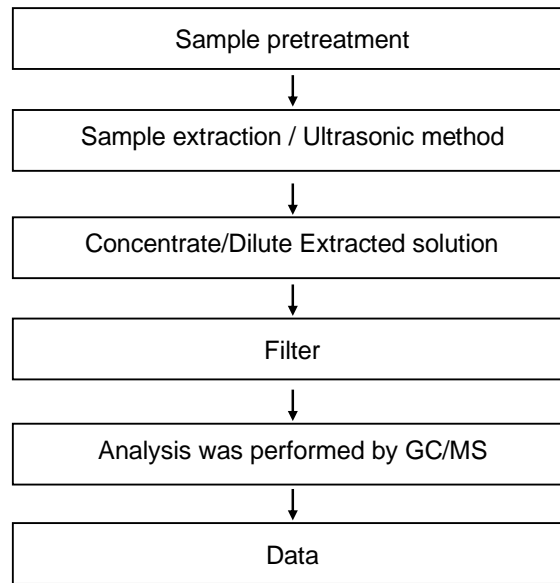 Sample pretreatment
Sample extraction / Ultrasonic method
Concentrate/Dilute Extracted solution
Filter
Analysis was performed by GC/MS
Data